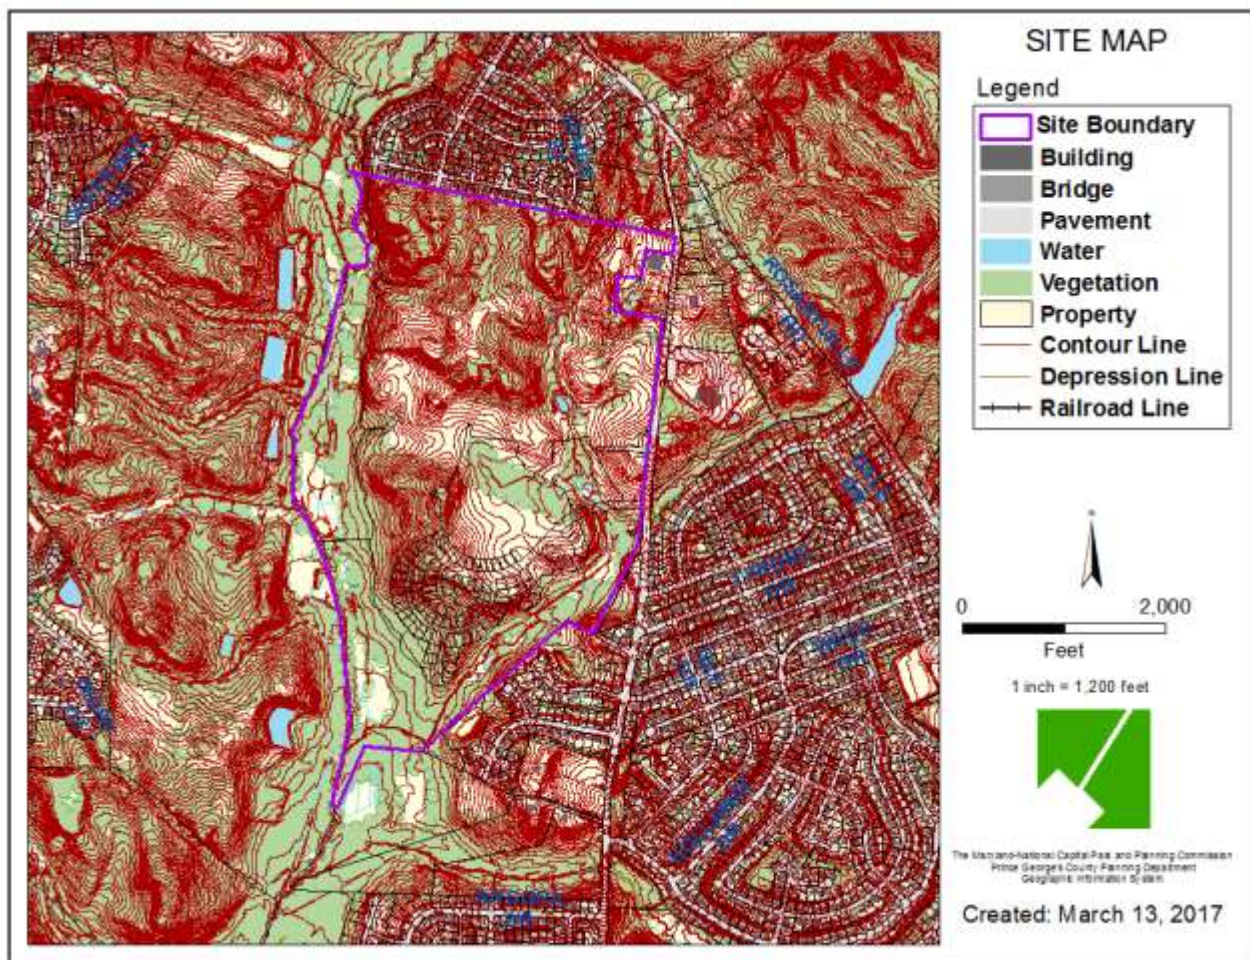 SITE MAP
Legend
Site Boundary
Building
Bridge
Pavement
Water
Vegetation
Property
Contour Line
Depression Line
Railroad Line
0 2,000
Feet
1 inch = 1,200 feet
The Maryland-National Capital Park and Planning Commission
Prince George's County Planning Department
Geographic Information System
Created: March 13, 2017